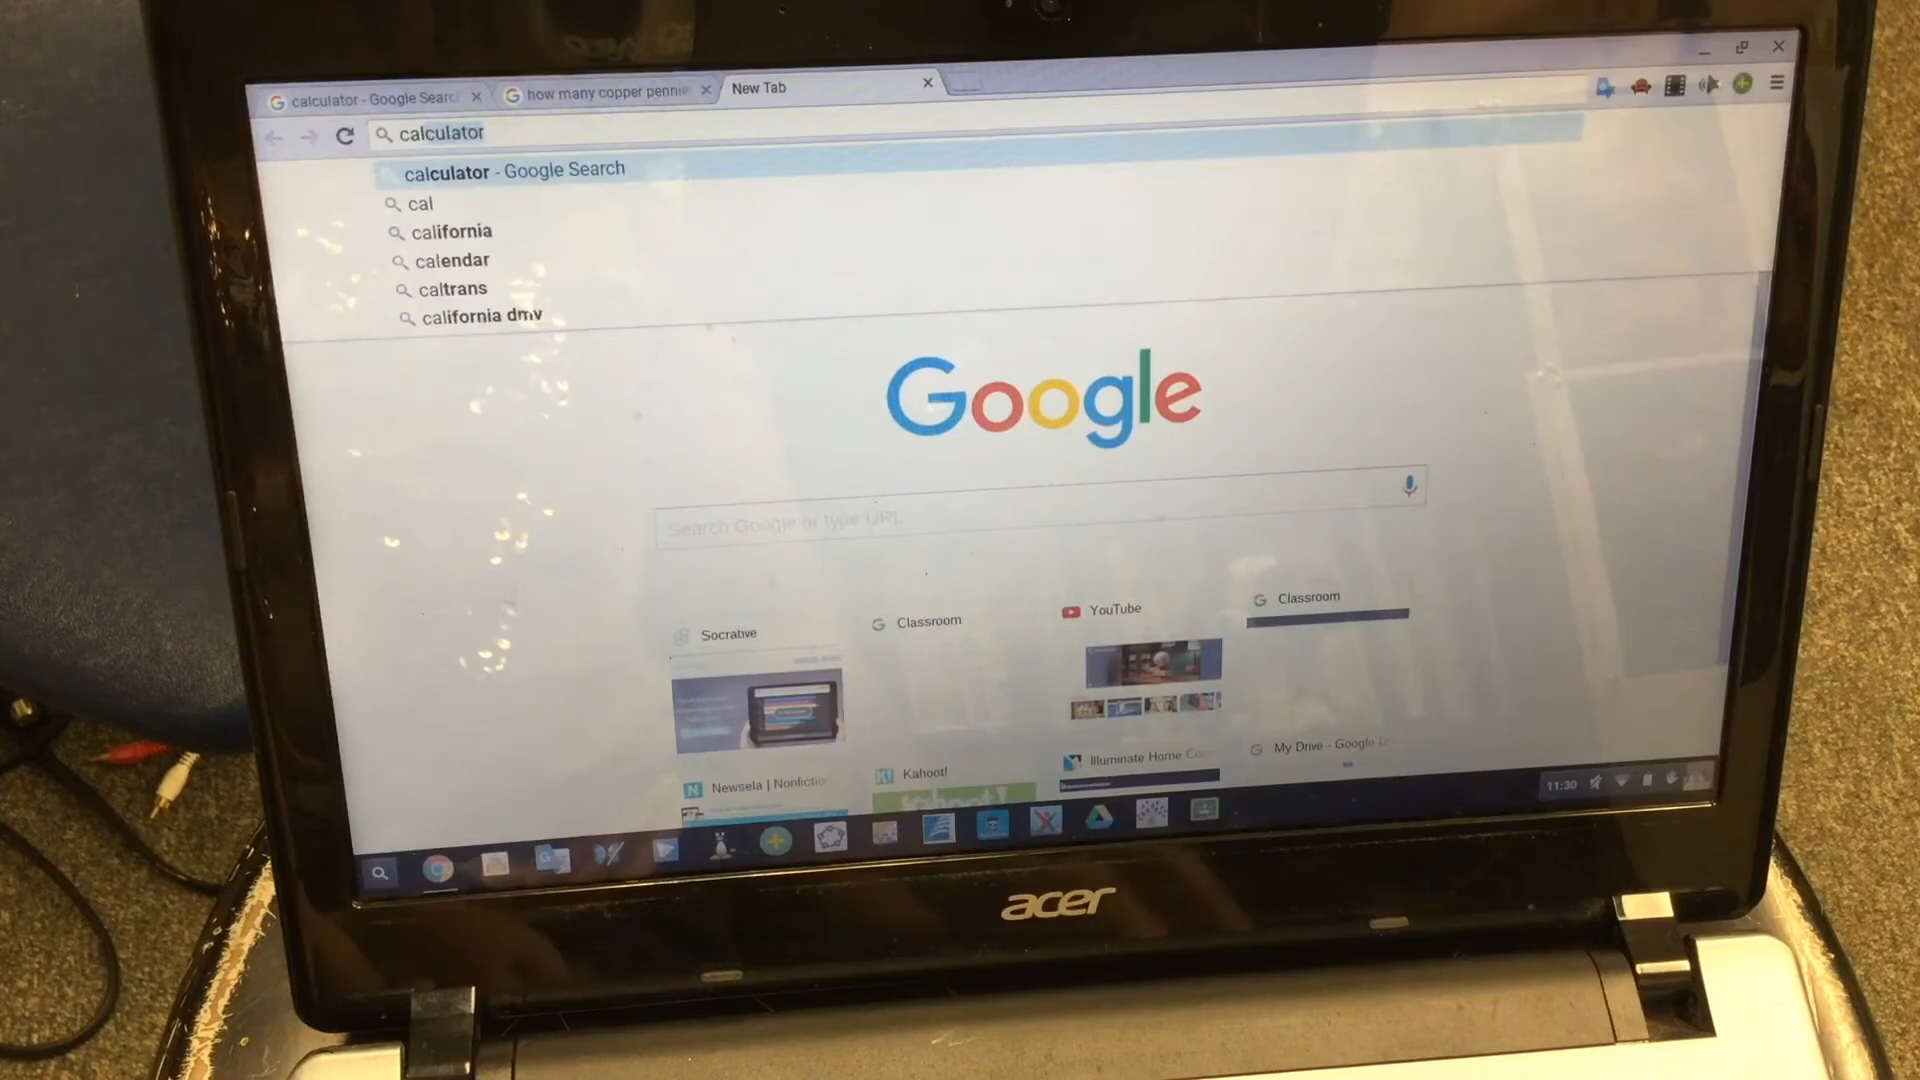 calculator - Google Searc
how many copper pennie
New Tab
calculator
calculator - Google Search
cal
california
calendar
caltrans
california dmv
Google
Search Google or type URL
Socrative
Classroom
YouTube
Classroom
Newsela | Nonfiction
Kahoot!
Illuminate Home Co
My Drive - Google D
Kahoot!
11:30
acer